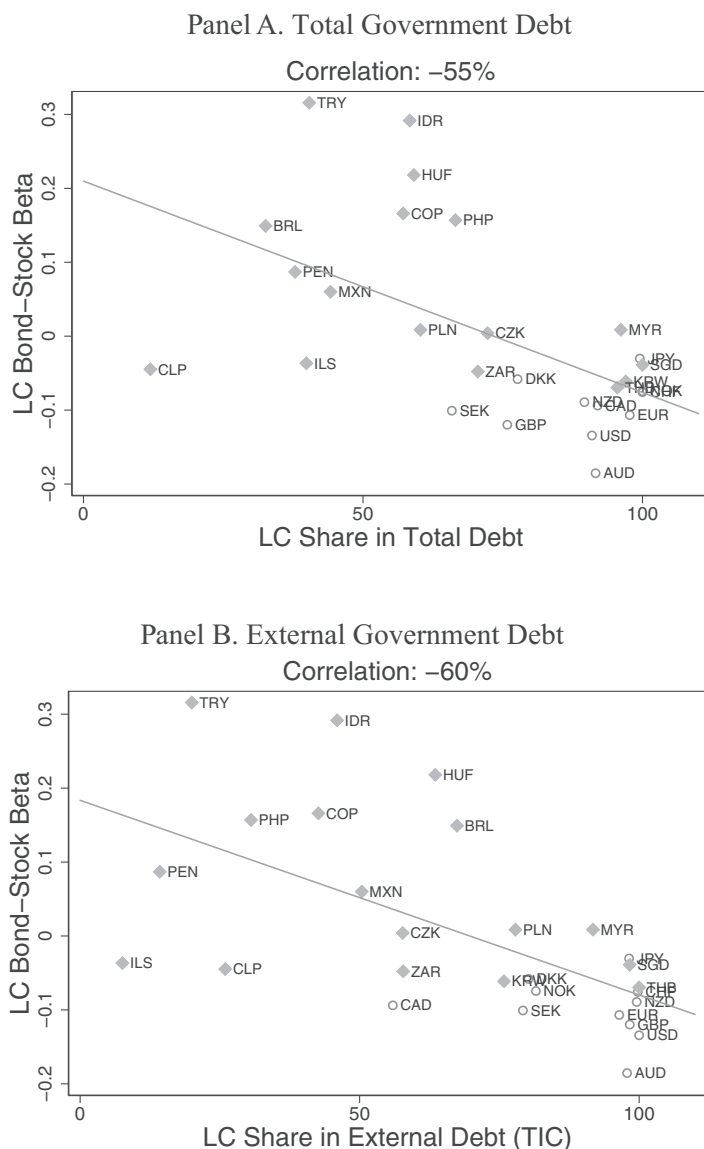 Panel A. Total Government Debt
Correlation: −55%
LC Bond−Stock Beta
0.3
0.2
0.1
0
−0.1
−0.2
TRY
IDR
HUF
COP
PHP
BRL
PEN
MXN
PLN
CZK
MYR
JPY
SGD
CLP
ILS
ZAR
DKK
KRW
THB
NOK
NZD
CAD
SEK
EUR
GBP
USD
AUD
0 50 100
LC Share in Total Debt
Panel B. External Government Debt
Correlation: −60%
LC Bond−Stock Beta
0.3
0.2
0.1
0
−0.1
−0.2
TRY
IDR
HUF
PHP
COP
BRL
PEN
MXN
CZK
PLN
MYR
JPY
ILS
CLP
ZAR
SGD
KRW
DKK
THB
NOK
CHF
CAD
NZD
SEK
EUR
GBP
USD
AUD
0 50 100
LC Share in External Debt (TIC)